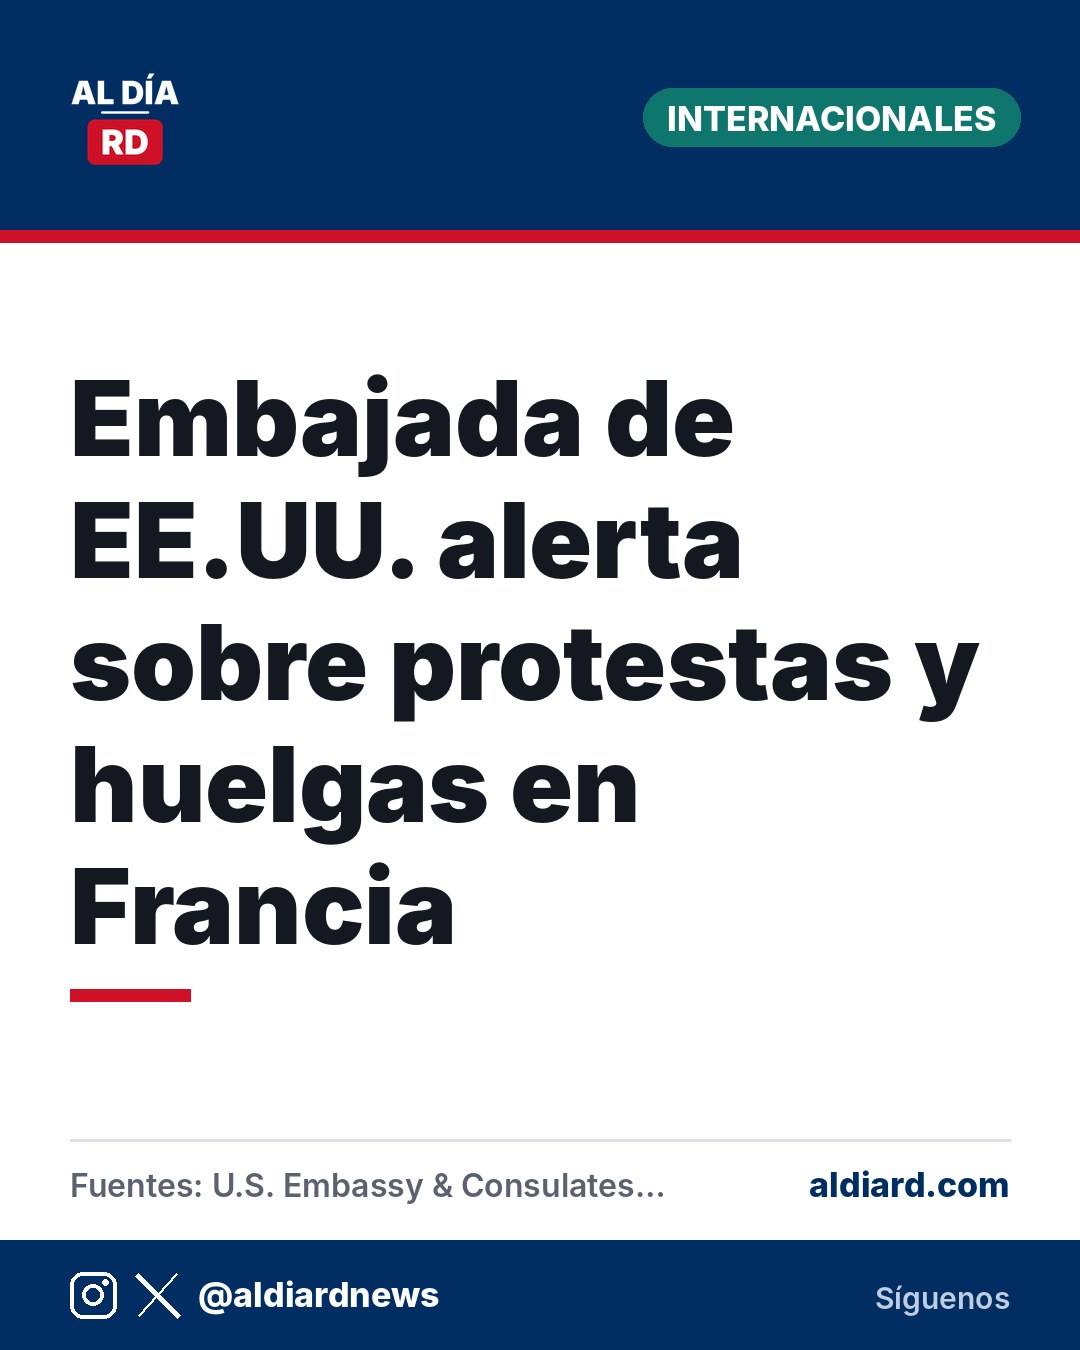 AL DÍA
RD
INTERNACIONALES
Embajada de
EE.UU. alerta
sobre protestas y
huelgas en
Francia
Fuentes: U.S. Embassy & Consulates...
aldiard.com
@aldiardnews
Síguenos